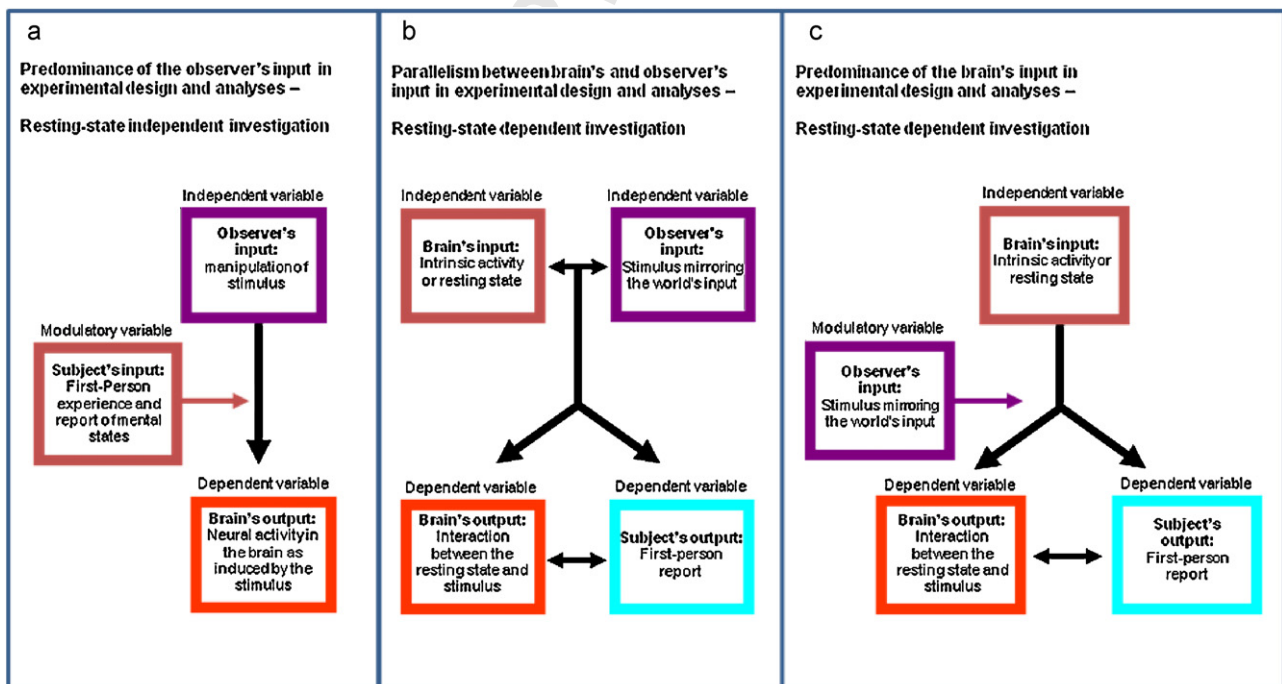 a
Predominance of the observer's input in
experimental design and analyses –
Resting-state independent investigation
Independent variable
Observer's
input:
manipulation of
stimulus
Modulatory variable
Subject's input:
First-Person
experience and
report of mental
states
Dependent variable
Brain's output:
Neural activity in
the brain as
induced by the
stimulus
b
Parallelism between brain's and observer's
input in experimental design and analyses –
Resting-state dependent investigation
Independent variable
Brain's input:
Intrinsic activity
or resting state
Independent variable
Observer's
input:
Stimulus mirroring
the world's input
Dependent variable
Brain's output:
Interaction
between the
resting state
and stimulus
Dependent variable
Subject's output:
First-person
report
c
Predominance of the brain's input in
experimental design and analyses –
Resting-state dependent investigation
Independent variable
Brain's input:
Intrinsic activity or
resting state
Modulatory variable
Observer's
input:
Stimulus mirroring
the world's input
Dependent variable
Brain's output:
Interaction
between the
resting state and
stimulus
Dependent variable
Subject's
output:
First-person
report